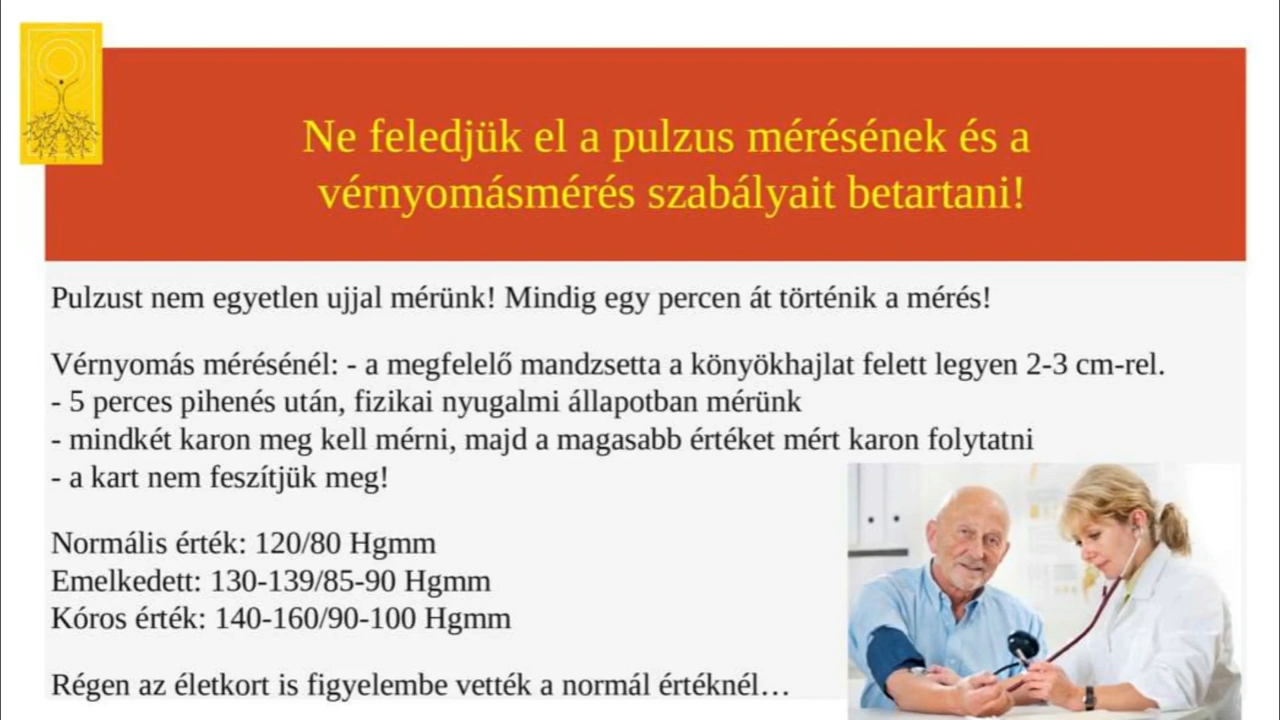 Ne feledjük el a pulzus mérésének és a
vérnyomásmérés szabályait betartani!
Pulzust nem egyetlen ujjal mérünk! Mindig egy percen át történik a mérés!
Vérnyomás mérésénél: - a megfelelő mandzsetta a könyökhajlat felett legyen 2-3 cm-rel.
- 5 perces pihenés után, fizikai nyugalmi állapotban mérünk
- mindkét karon meg kell mérni, majd a magasabb értéket mért karon folytatni
- a kart nem feszítjük meg!
Normális érték: 120/80 Hgmm
Emelkedett: 130-139/85-90 Hgmm
Kóros érték: 140-160/90-100 Hgmm
Régen az életkort is figyelembe vették a normál értéknél…